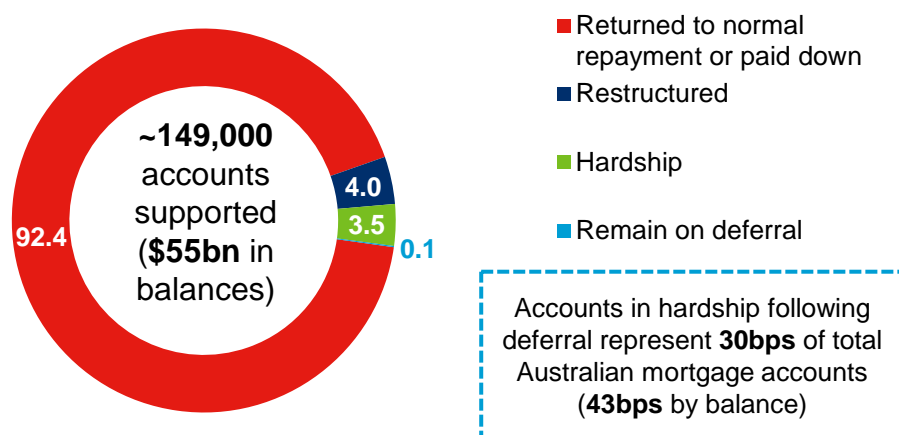 ~149,000
accounts
supported
($55bn in
balances)
92.4
4.0
3.5
0.1
Returned to normal
repayment or paid down
Restructured
Hardship
Remain on deferral
Accounts in hardship following
deferral represent 30bps of total
Australian mortgage accounts
(43bps by balance)